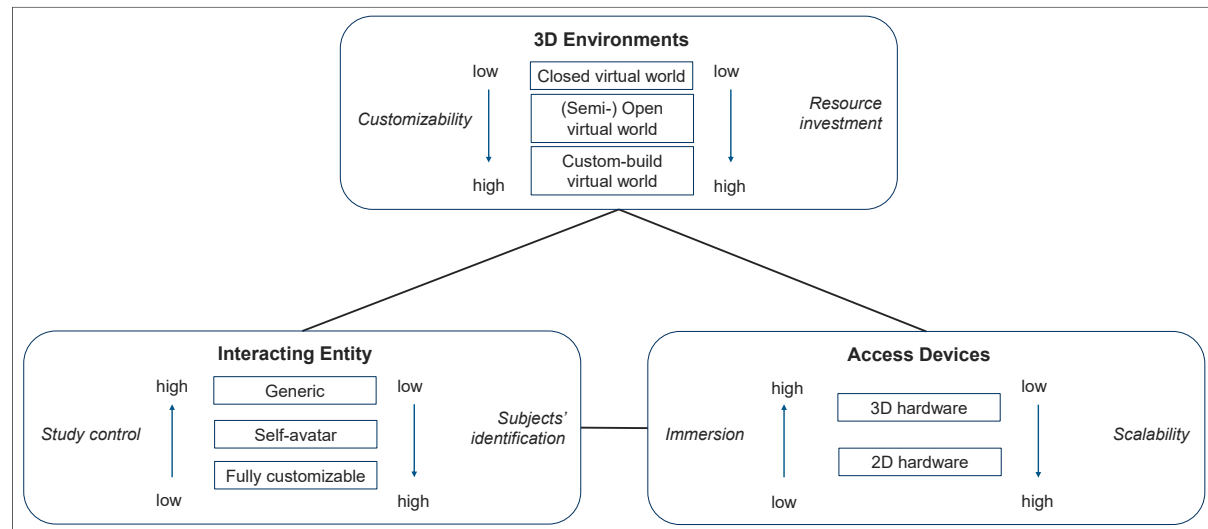 3D Environments
low
Closed virtual world
low
Customizability
(Semi-) Open
virtual world
Resource
investment
high
Custom-build
virtual world
high
Interacting Entity
high
Generic
low
Study control
Self-avatar
Subjects'
identification
low
Fully customizable
high
Access Devices
high
3D hardware
low
Immersion
Scalability
low
2D hardware
high